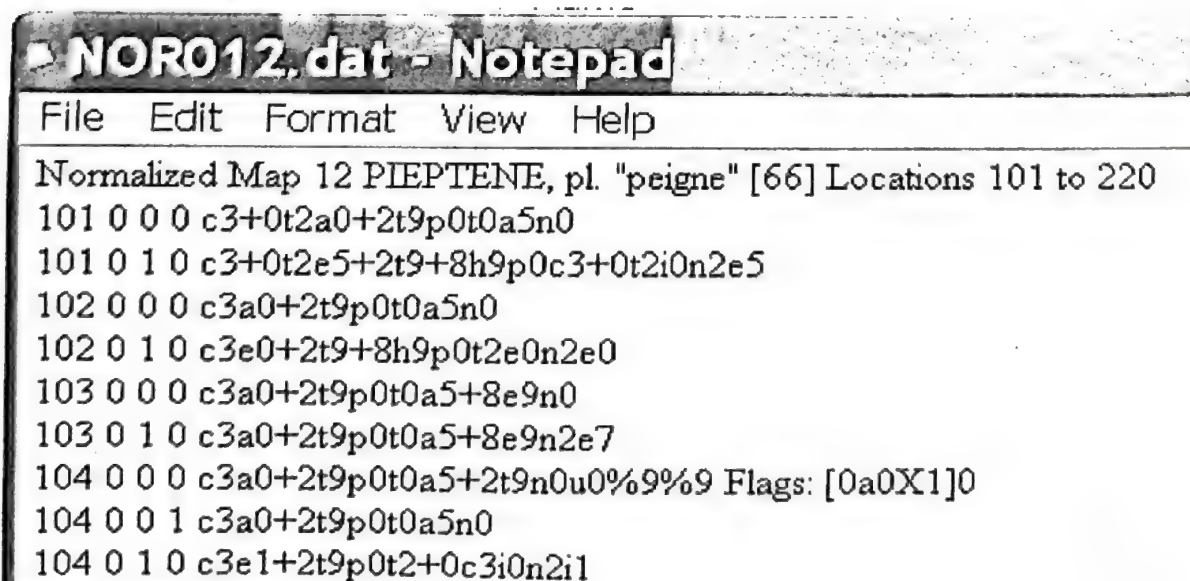 NOR012.dat - Notepad
File Edit Format View Help
Normalized Map 12 PIEPTENE, pl. "peigne" [66] Locations 101 to 220
101 0 0 0 c3+0t2a0+2t9p0t0a5n0
101 0 1 0 c3+0t2e5+2t9+8h9p0c3+0t2i0n2e5
102 0 0 0 c3a0+2t9p0t0a5n0
102 0 1 0 c3e0+2t9+8h9p0t2e0n2e0
103 0 0 0 c3a0+2t9p0t0a5+8e9n0
103 0 1 0 c3a0+2t9p0t0a5+8e9n2e7
104 0 0 0 c3a0+2t9p0t0a5+2t9n0u0%9%9 Flags: [0a0X1]0
104 0 0 1 c3a0+2t9p0t0a5n0
104 0 1 0 c3e1+2t9p0t2+0c3i0n2i1